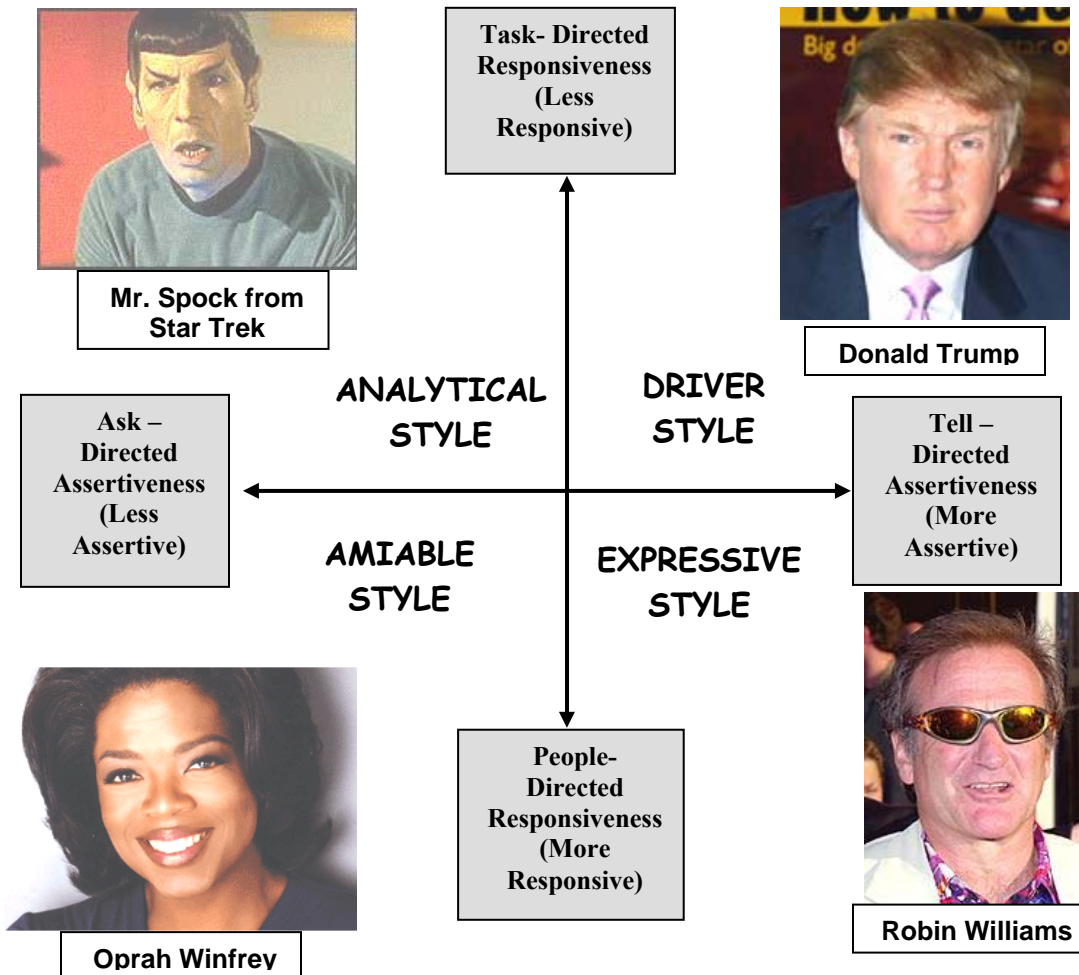 Task- Directed
Responsiveness
(Less
Responsive)
Big
Mr. Spock from
Star Trek
Donald Trump
ANALYTICAL
STYLE
DRIVER
STYLE
Ask –
Directed
Assertiveness
(Less
Assertive)
Tell –
Directed
Assertiveness
(More
Assertive)
AMIABLE
STYLE
EXPRESSIVE
STYLE
People-
Directed
Responsiveness
(More
Responsive)
Oprah Winfrey
Robin Williams